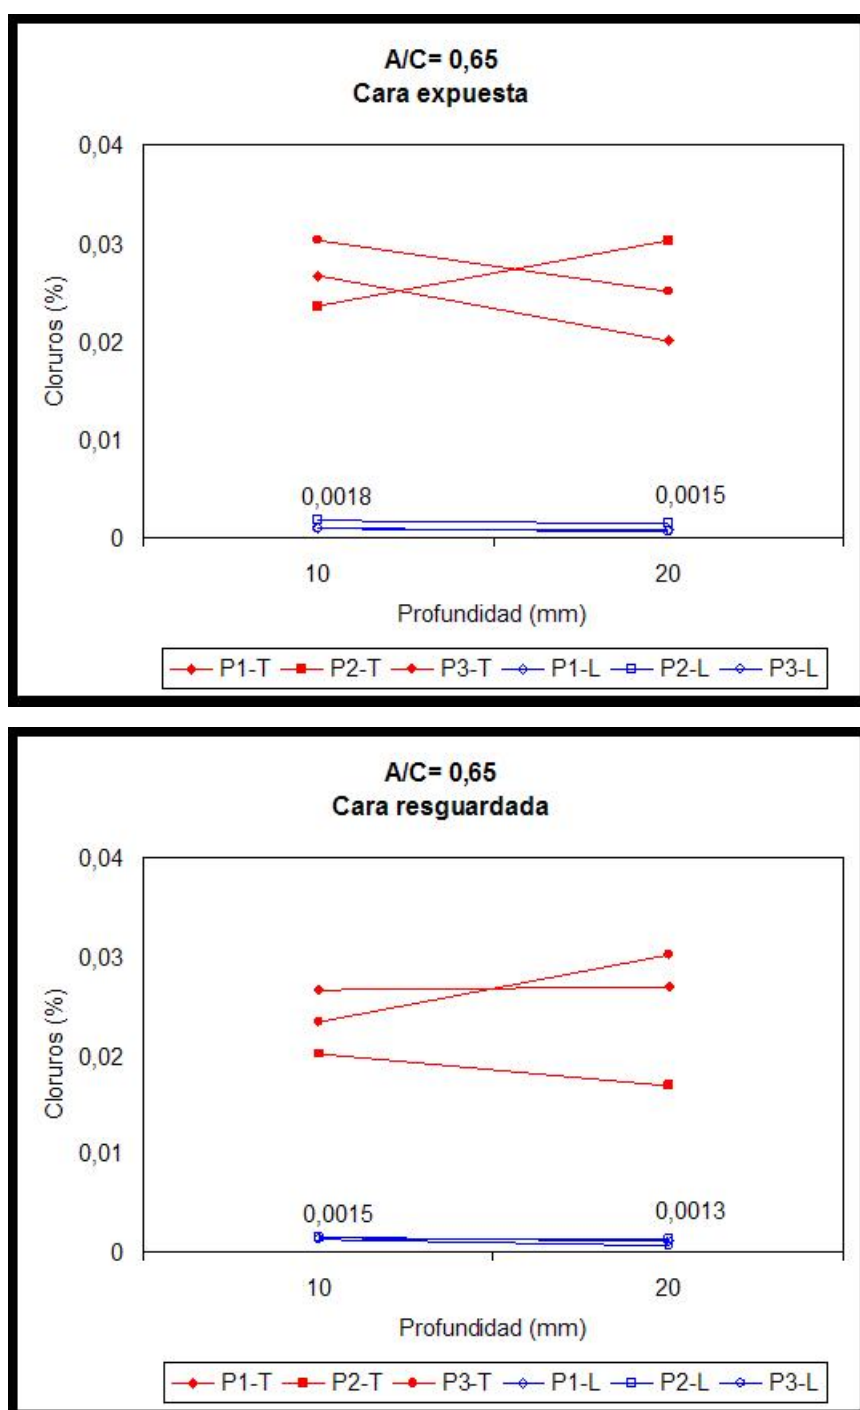 A/C= 0,65
Cara expuesta
0,04
0,03
0,02
0,01
0
Cloruros (%)
0,0018
0,0015
10
20
Profundidad (mm)
P1-T P2-T P3-T P1-L P2-L P3-L
A/C= 0,65
Cara resguardada
0,04
0,03
0,02
0,01
0
Cloruros (%)
0,0015
0,0013
10
20
Profundidad (mm)
P1-T P2-T P3-T P1-L P2-L P3-L